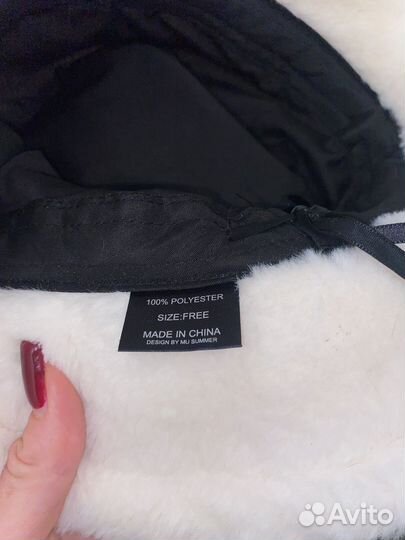 100% POLYESTER
SIZE:FREE
MADE IN CHINA
DESIGN BY MU SUMMER
Avito